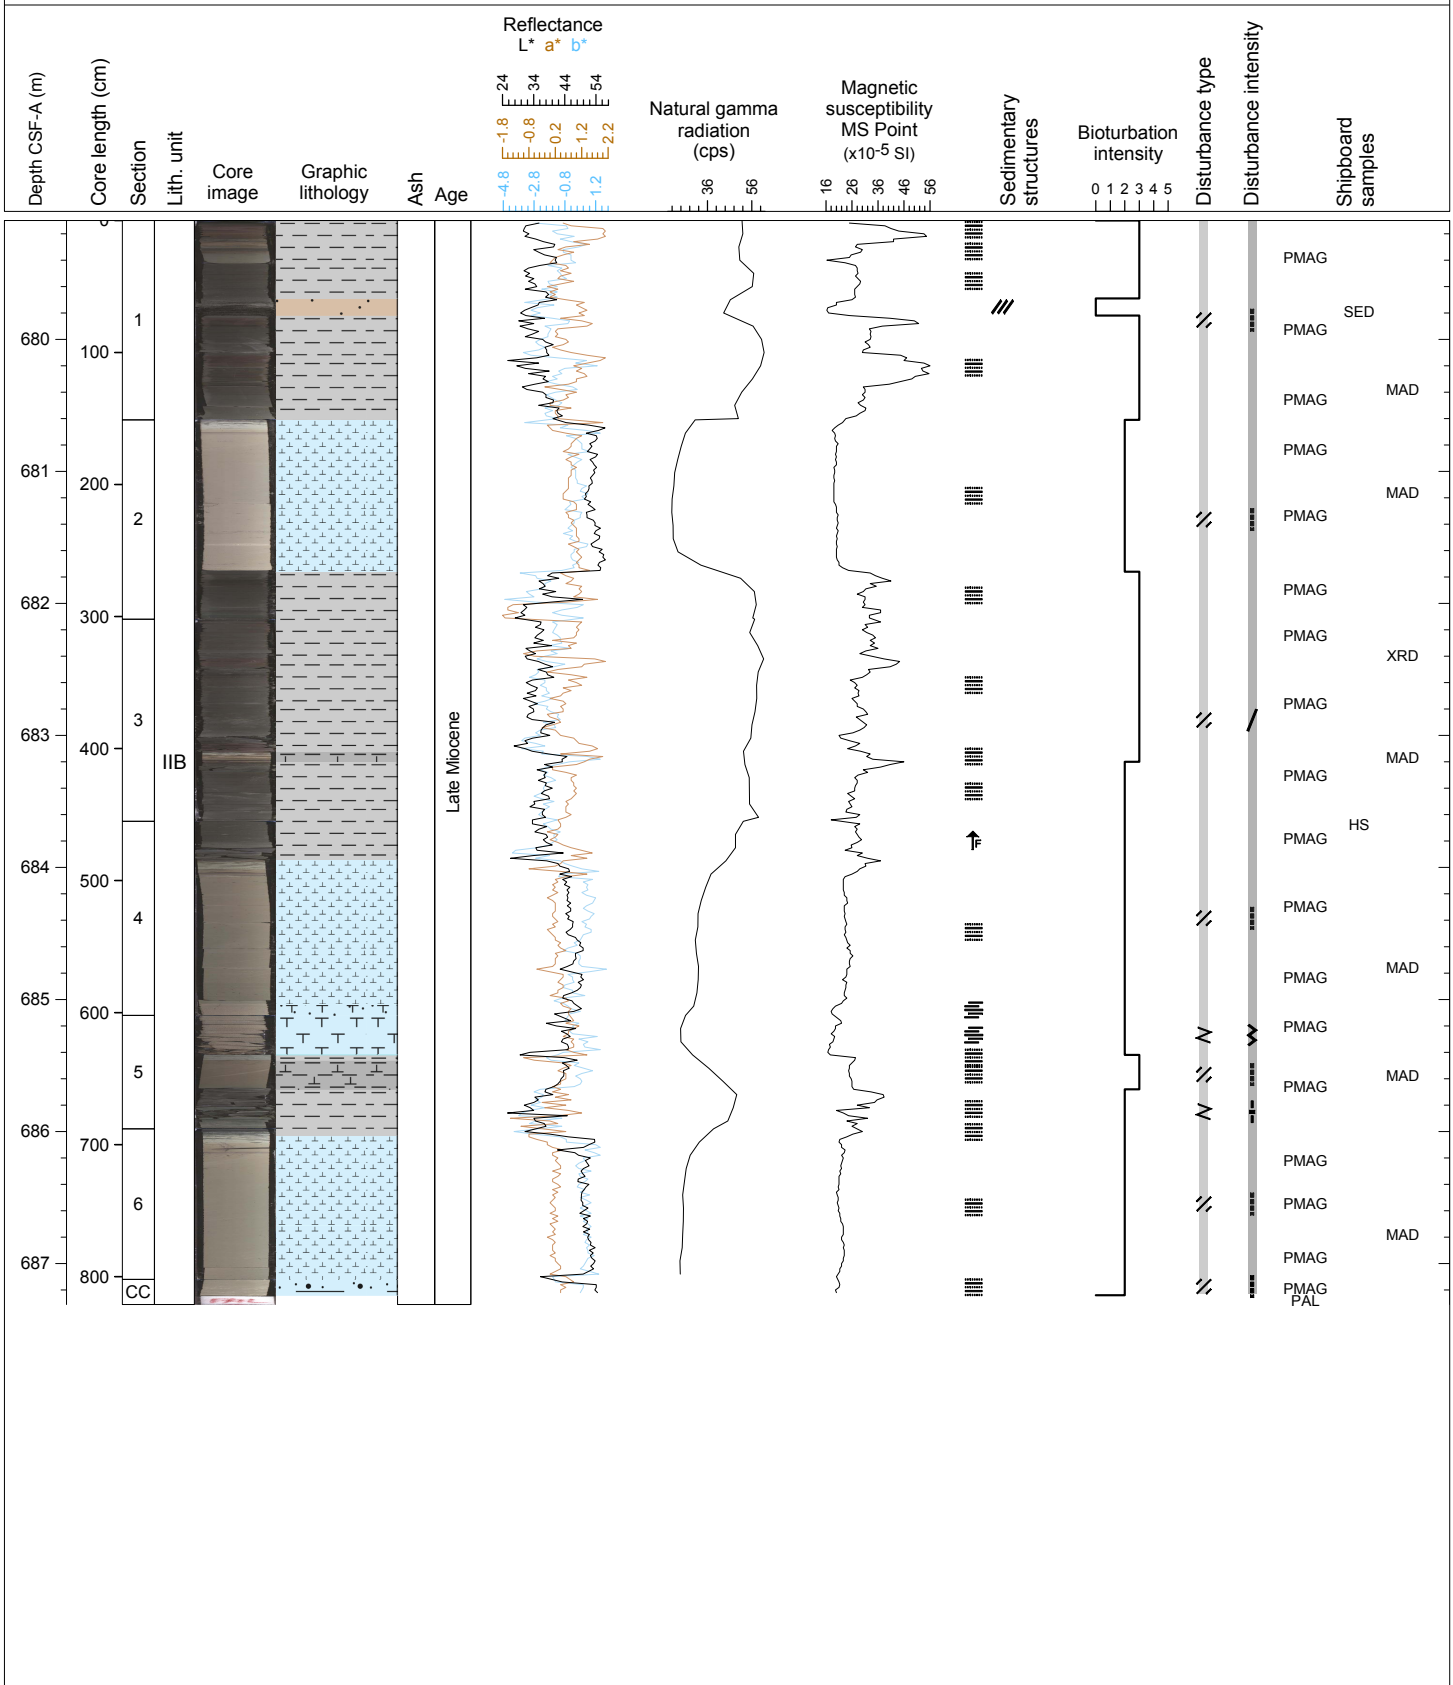 Depth CSF-A (m)
Core length (cm)
Section
Lith. unit
Core
image
Graphic
lithology
Ash
Age
Reflectance
L* a* b*
24 34 44 54
-1.8 -0.8 0.2 1.2 2.2
-4.8 -2.8 -0.8 1.2
Natural gamma
radiation
(cps)
36 56
Magnetic
susceptibility
MS Point
(x10-5 SI)
16 26 36 46 56
Sedimentary
structures
Bioturbation
intensity
0 1 2 3 4 5
Disturbance type
Disturbance intensity
Shipboard
samples
0
PMAG
1
SED
680
PMAG
100
MAD
PMAG
PMAG
681
200
MAD
2
PMAG
PMAG
682
300
PMAG
XRD
PMAG
3
683
400
IIB
Late Miocene
MAD
PMAG
HS
F
PMAG
684
500
PMAG
4
MAD
PMAG
685
600
PMAG
5
MAD
PMAG
686
700
PMAG
6
PMAG
MAD
PMAG
687
800
CC
PMAG
PAL